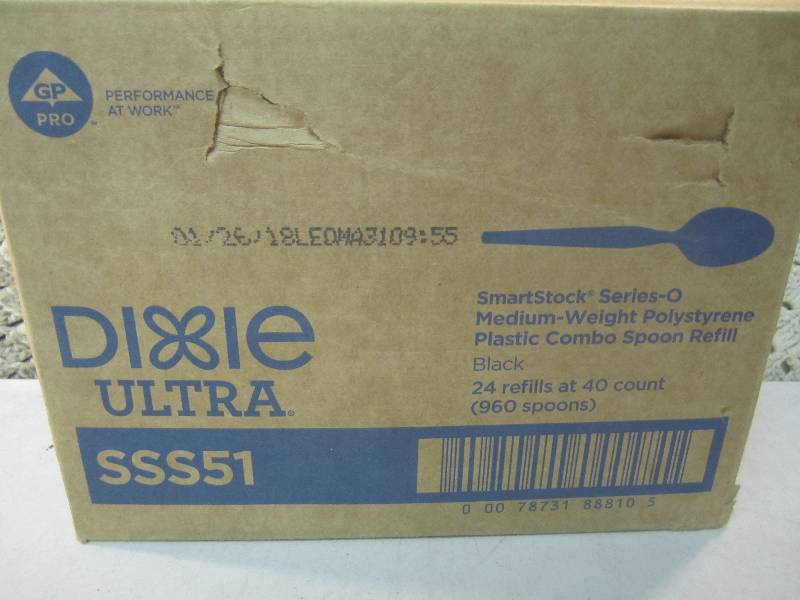 GP
PRO
PERFORMANCE
AT WORK™
01/26/18LEOMA3109:55
SmartStock® Series-O
Medium-Weight Polystyrene
Plastic Combo Spoon Refill
Black
24 refills at 40 count
(960 spoons)
DIXIE
ULTRA®
SSS51
0 00 78731 88810 5